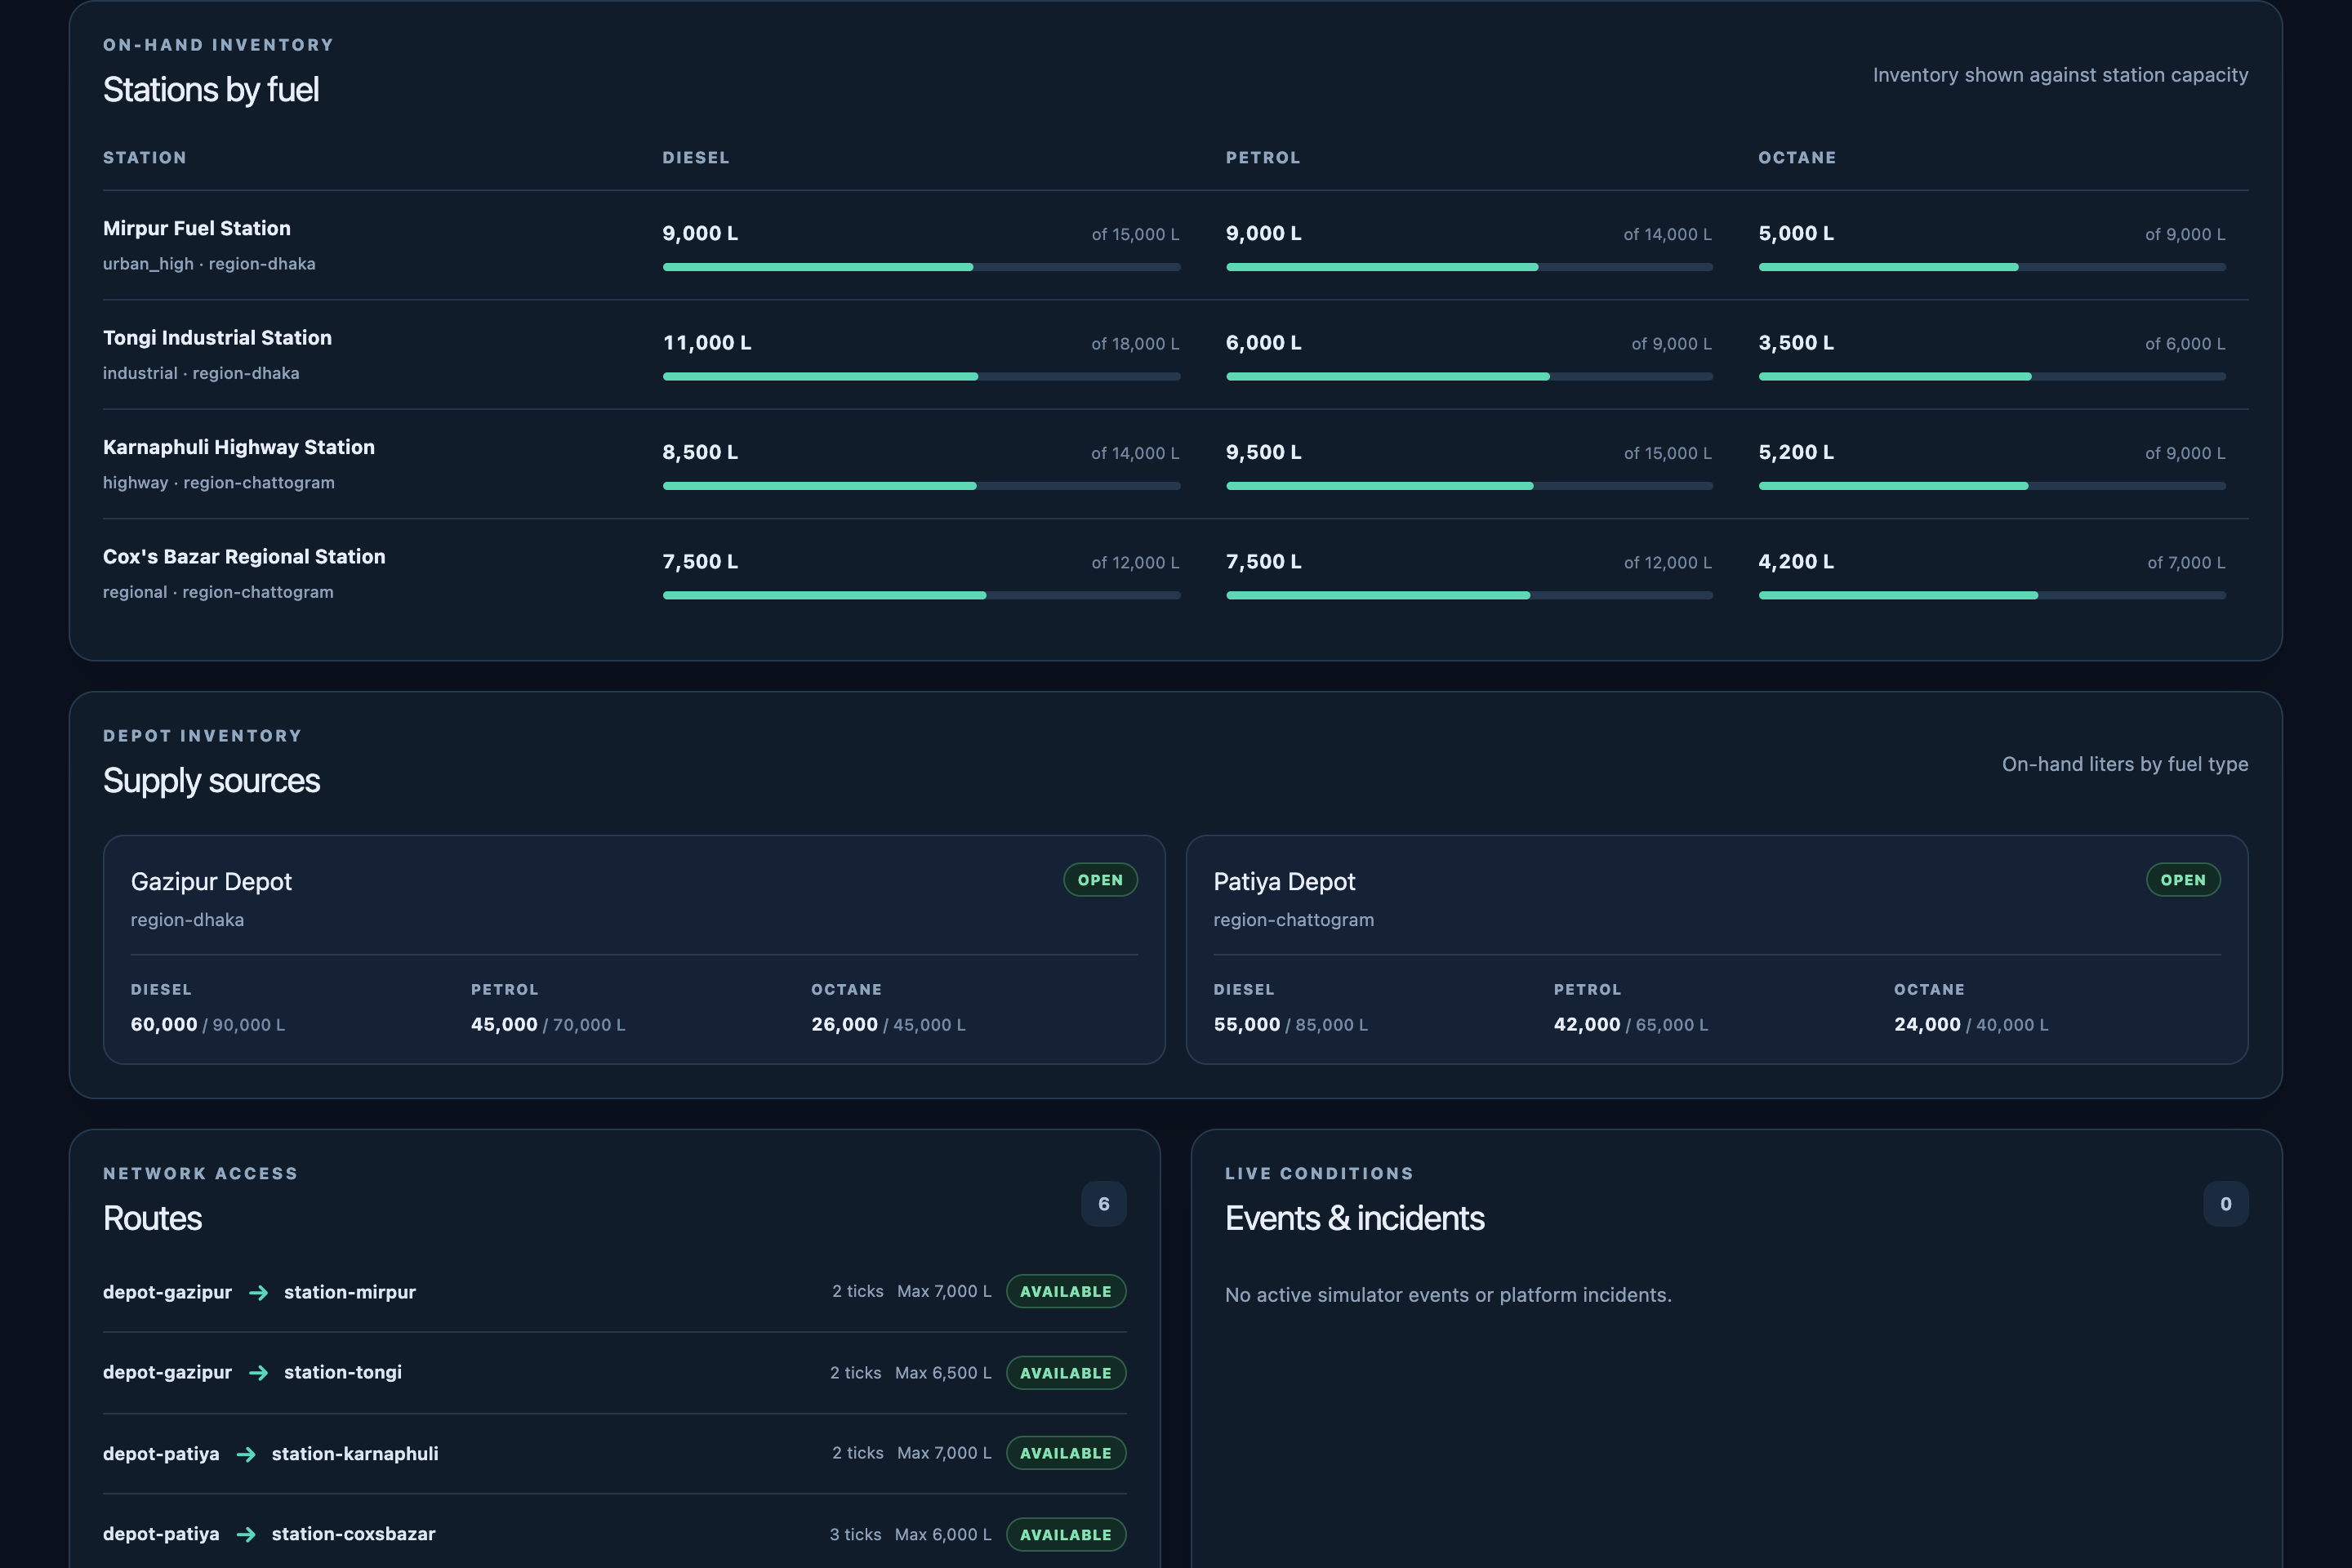 ON-HAND INVENTORY
Stations by fuel
Inventory shown against station capacity
STATION DIESEL PETROL OCTANE
Mirpur Fuel Station 9,000 L of 15,000 L 9,000 L of 14,000 L 5,000 L of 9,000 L
urban_high · region-dhaka
Tongi Industrial Station 11,000 L of 18,000 L 6,000 L of 9,000 L 3,500 L of 6,000 L
industrial · region-dhaka
Karnaphuli Highway Station 8,500 L of 14,000 L 9,500 L of 15,000 L 5,200 L of 9,000 L
highway · region-chattogram
Cox's Bazar Regional Station 7,500 L of 12,000 L 7,500 L of 12,000 L 4,200 L of 7,000 L
regional · region-chattogram
DEPOT INVENTORY
Supply sources
On-hand liters by fuel type
Gazipur Depot OPEN
region-dhaka
DIESEL PETROL OCTANE
60,000 / 90,000 L 45,000 / 70,000 L 26,000 / 45,000 L
Patiya Depot OPEN
region-chattogram
DIESEL PETROL OCTANE
55,000 / 85,000 L 42,000 / 65,000 L 24,000 / 40,000 L
NETWORK ACCESS
Routes
6
depot-gazipur → station-mirpur 2 ticks Max 7,000 L AVAILABLE
depot-gazipur → station-tongi 2 ticks Max 6,500 L AVAILABLE
depot-patiya → station-karnaphuli 2 ticks Max 7,000 L AVAILABLE
depot-patiya → station-coxsbazar 3 ticks Max 6,000 L AVAILABLE
LIVE CONDITIONS
Events & incidents
0
No active simulator events or platform incidents.